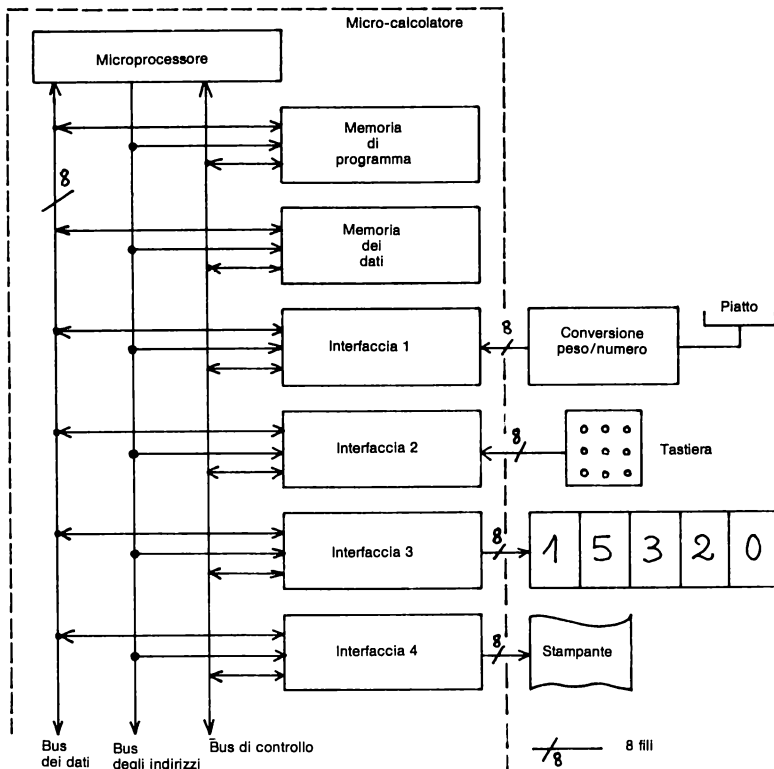 Micro-calcolatore
Microprocessore
Memoria
di
programma
8
Memoria
dei
dati
Piatto
Interfaccia 1
8
Conversione
peso/numero
Interfaccia 2
8
Tastiera
Interfaccia 3
8
1 5 3 2 0
Interfaccia 4
8
Stampante
Bus
dei dati
Bus
degli indirizzi
Bus di controllo
8
8 fili